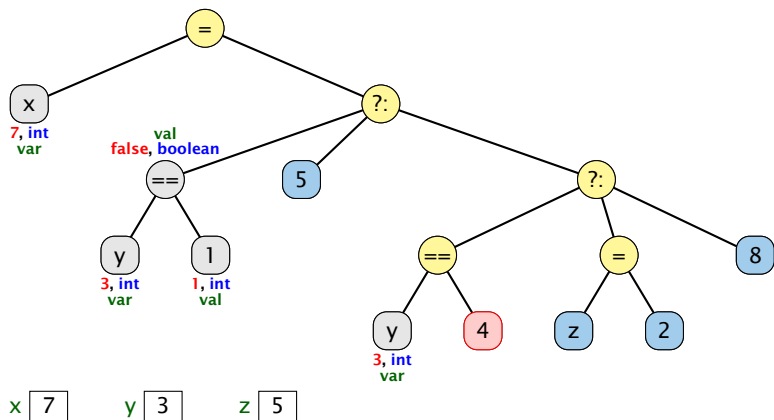 =
x
7, int
var
?:
val
false, boolean
==
5
?:
y
3, int
var
1
1, int
val
==
=
8
y
3, int
var
4
z
2
x 7 y 3 z 5